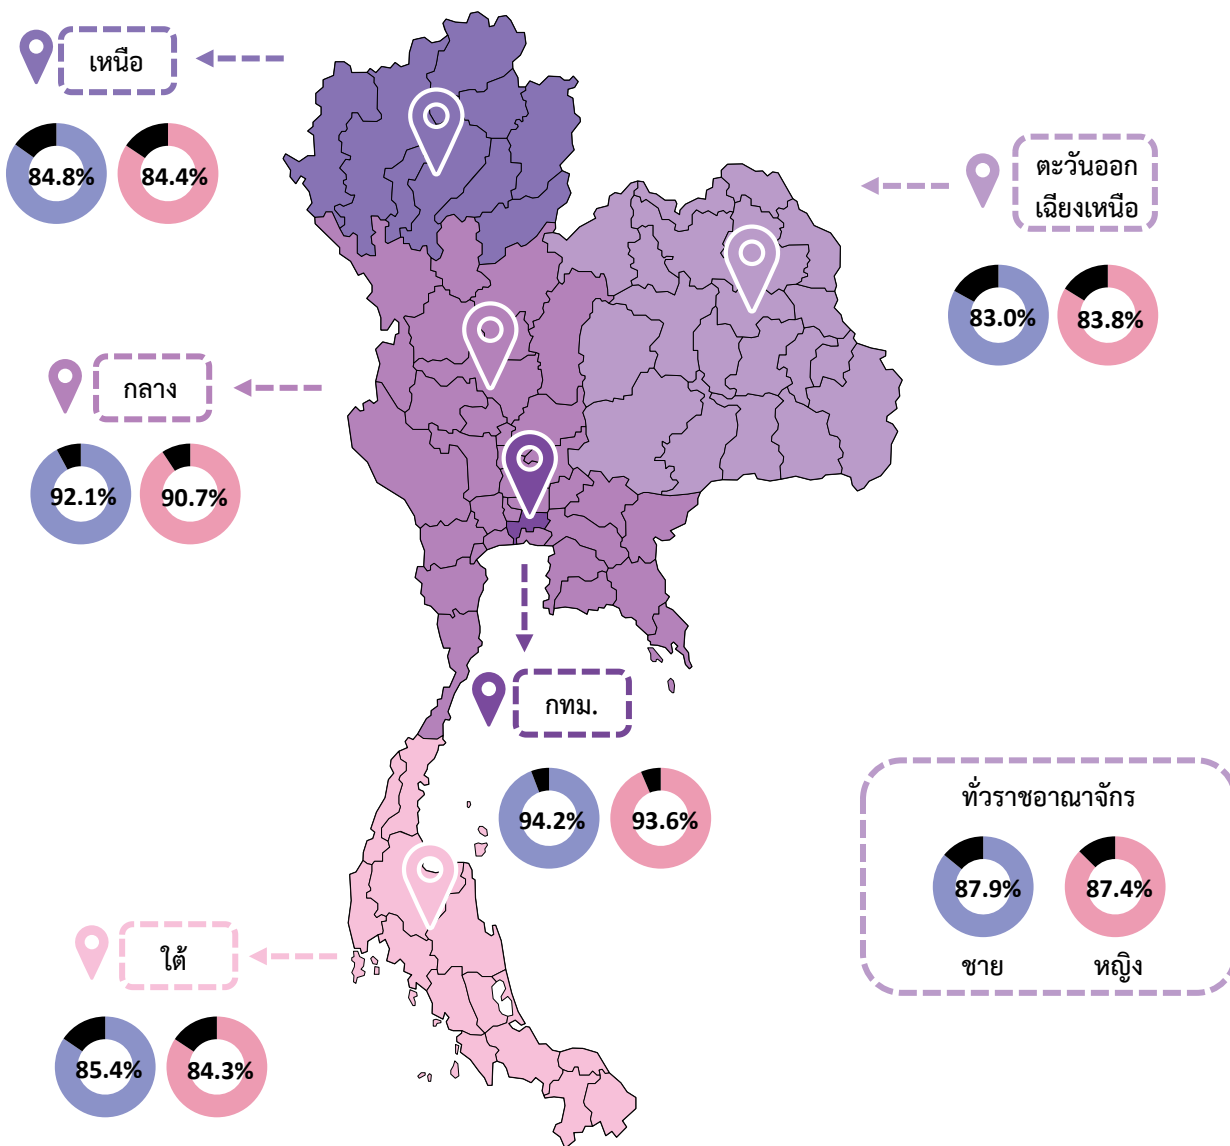 เหนือ
84.8%
84.4%
ตะวันออก
เฉียงเหนือ
83.0%
83.8%
กลาง
92.1%
90.7%
กทม.
94.2%
93.6%
ทั่วราชอาณาจักร
87.9%
87.4%
ชาย
หญิง
ใต้
85.4%
84.3%